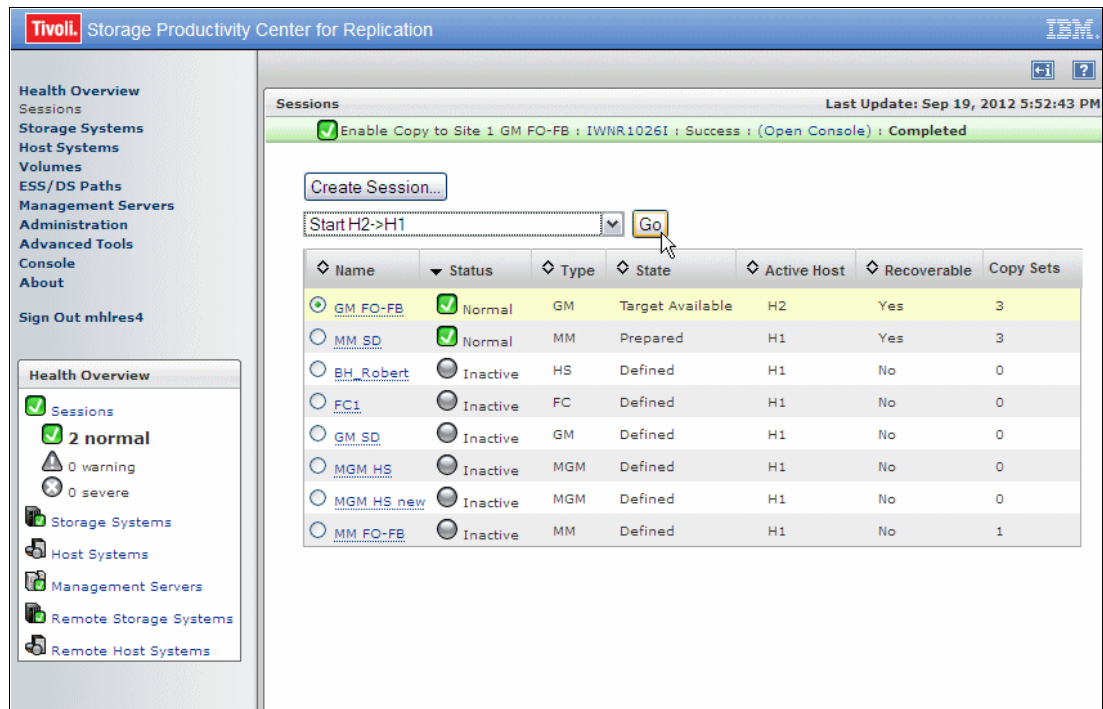 Tivoli. Storage Productivity Center for Replication IBM.
Health Overview
Sessions
Storage Systems
Host Systems
Volumes
ESS/DS Paths
Management Servers
Administration
Advanced Tools
Console
About
Sign Out mhlres4
Health Overview
Sessions
2 normal
0 warning
0 severe
Storage Systems
Host Systems
Management Servers
Remote Storage Systems
Remote Host Systems
?
Sessions Last Update: Sep 19, 2012 5:52:43 PM
Enable Copy to Site 1 GM FO-FB : IWNR1026I : Success : (Open Console) : Completed
Create Session...
Start H2->H1 Go
Name Status Type State Active Host Recoverable Copy Sets
GM FO-FB Normal GM Target Available H2 Yes 3
MM SD Normal MM Prepared H1 Yes 3
BH_Robert Inactive HS Defined H1 No 0
FC1 Inactive FC Defined H1 No 0
GM SD Inactive GM Defined H1 No 0
MGM HS Inactive MGM Defined H1 No 0
MGM HS new Inactive MGM Defined H1 No 0
MM FO-FB Inactive MM Defined H1 No 1